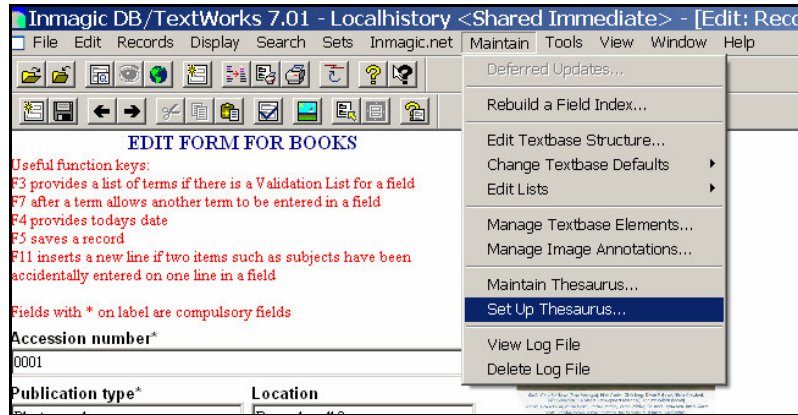 Inmagic DB/TextWorks 7.01 - Localhistory <Shared Immediate> - [Edit: Reco
File Edit Records Display Search Sets Inmagic.net Maintain Tools View Window Help
Deferred Updates...
Rebuild a Field Index...
Edit Textbase Structure...
Change Textbase Defaults
Edit Lists
Manage Textbase Elements...
Manage Image Annotations...
Maintain Thesaurus...
Set Up Thesaurus...
View Log File
Delete Log File
EDIT FORM FOR BOOKS
Useful function keys:
F3 provides a list of terms if there is a Validation List for a field
F7 after a term allows another term to be entered in a field
F4 provides todays date
F5 saves a record
F11 inserts a new line if two items such as subjects have been
accidentally entered on one line in a field
Fields with * on label are compulsory fields
Accession number*
0001
Publication type* Location